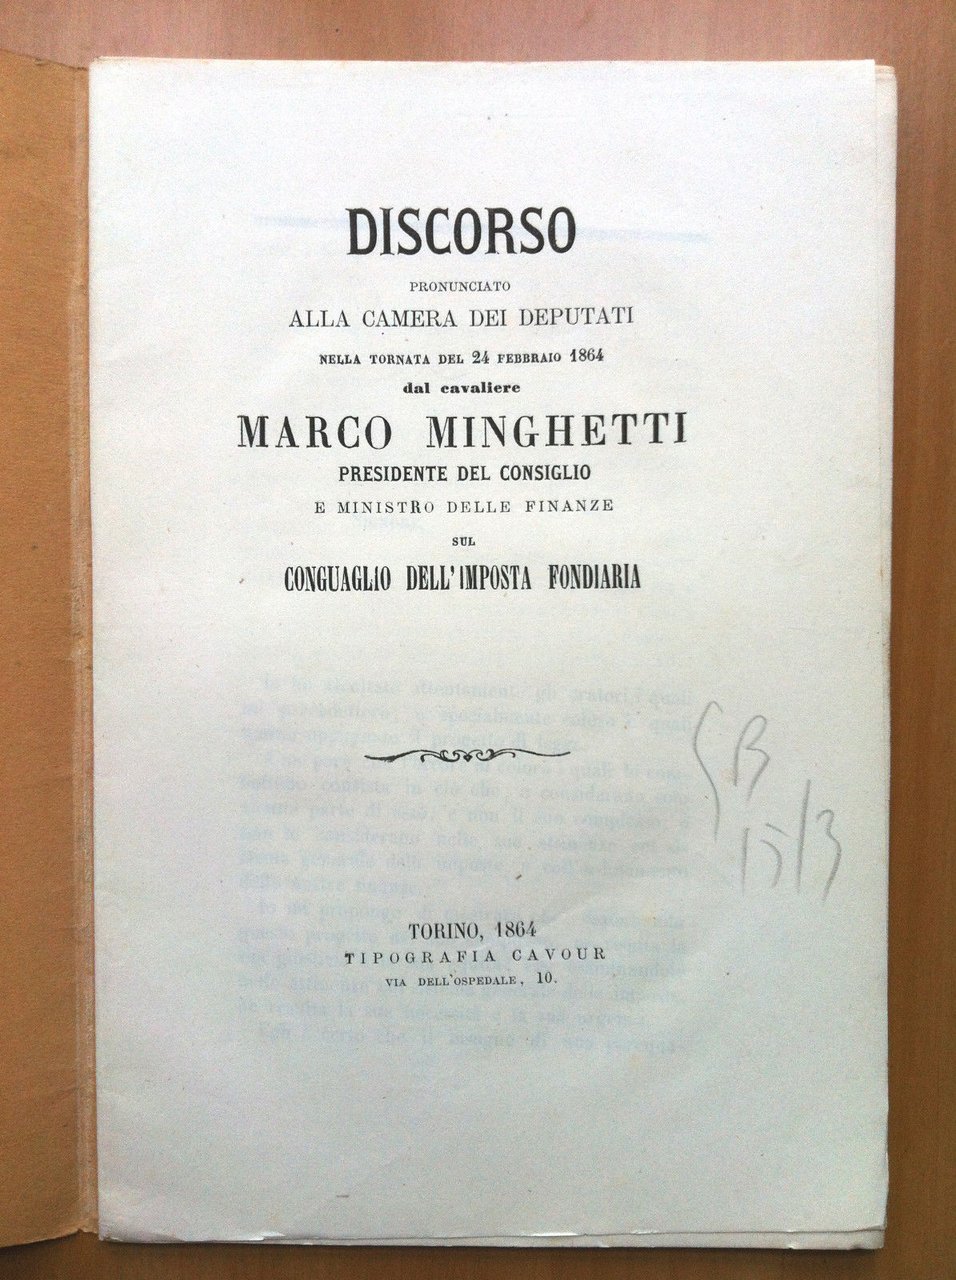 DISCORSO
PRONUNCIATO
ALLA CAMERA DEI DEPUTATI
NELLA TORNATA DEL 24 FEBBRAIO 1864
dal cavaliere
MARCO MINGHETTI
PRESIDENTE DEL CONSIGLIO
E MINISTRO DELLE FINANZE
SUL
CONGUAGLIO DELL'IMPOSTA FONDIARIA
TORINO, 1864
TIPOGRAFIA CAVOUR
VIA DELL'OSPEDALE, 10.